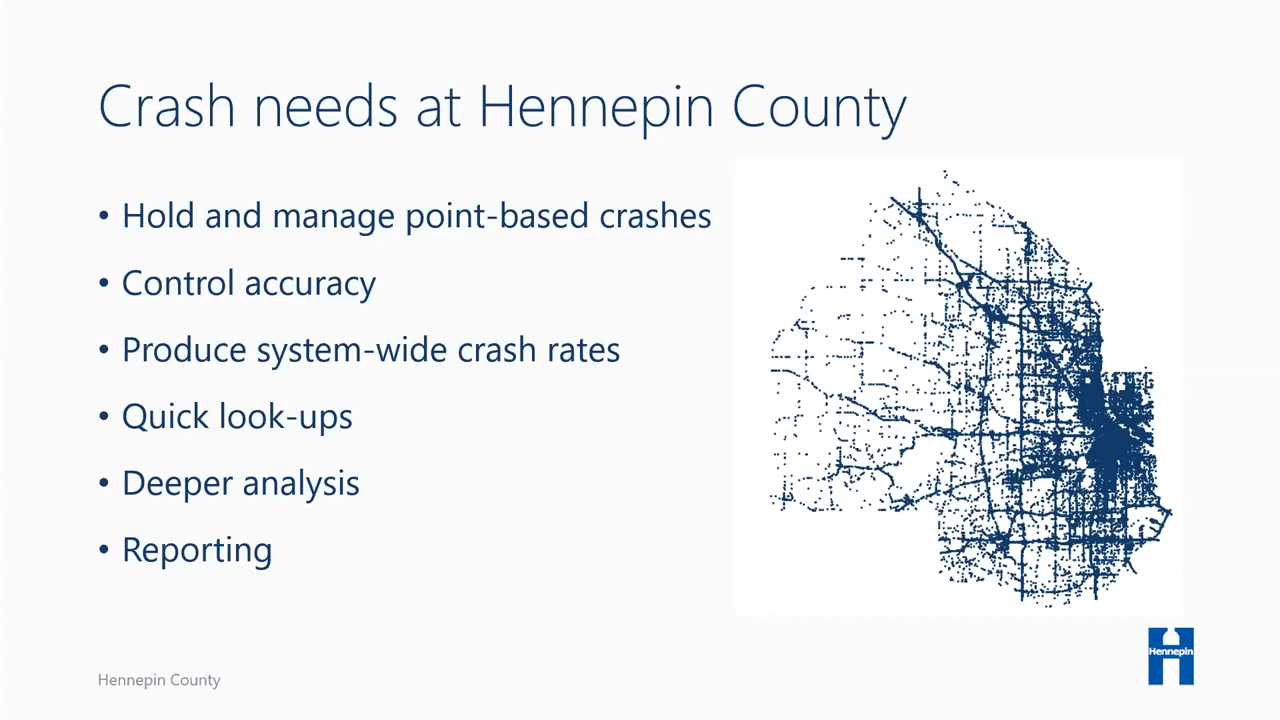 Crash needs at Hennepin County
• Hold and manage point-based crashes
• Control accuracy
• Produce system-wide crash rates
• Quick look-ups
• Deeper analysis
• Reporting
Hennepin
Hennepin County